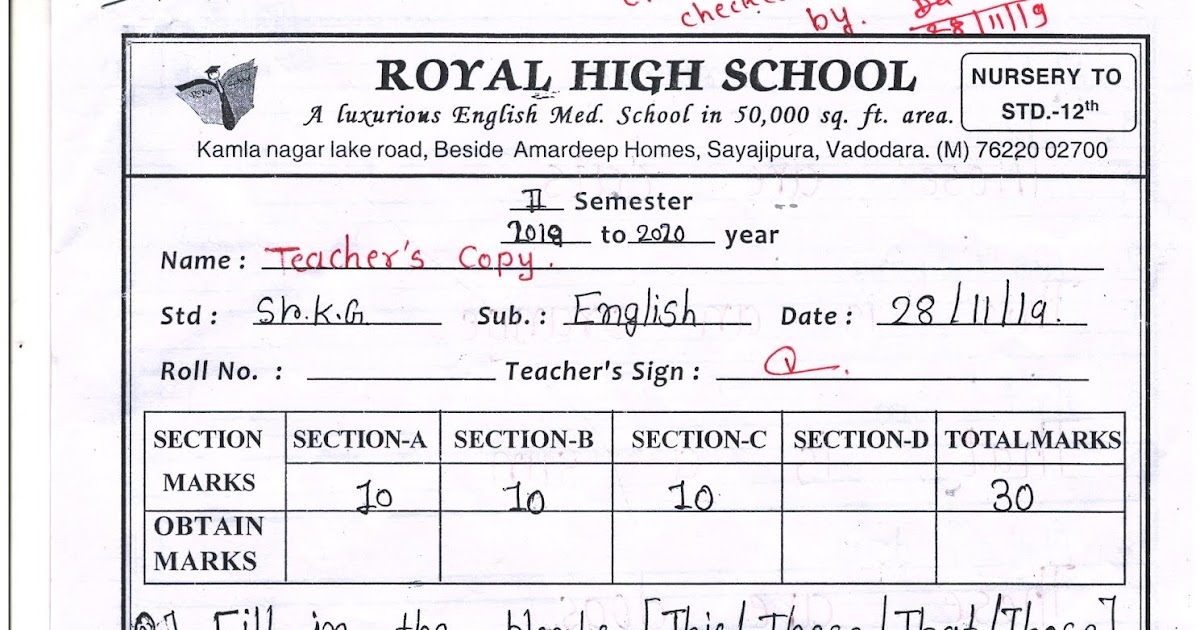 checke
by.
28/11/19
ROYAL HIGH SCHOOL
A luxurious English Med. School in 50,000 sq. ft. area.
NURSERY TO
STD.-12th
Kamla nagar lake road, Beside Amardeep Homes, Sayajipura, Vadodara. (M) 76220 02700
II Semester
2019 to 2020 year
Name : Teacher's Copy.
Std : Sr.K.G Sub. : English Date : 28/11/19.
Roll No. : Teacher's Sign :
SECTION SECTION-A SECTION-B SECTION-C SECTION-D TOTAL MARKS
MARKS 10 10 10 30
OBTAIN
MARKS
Q1 Fill in the blanks [This/These/That/Those]